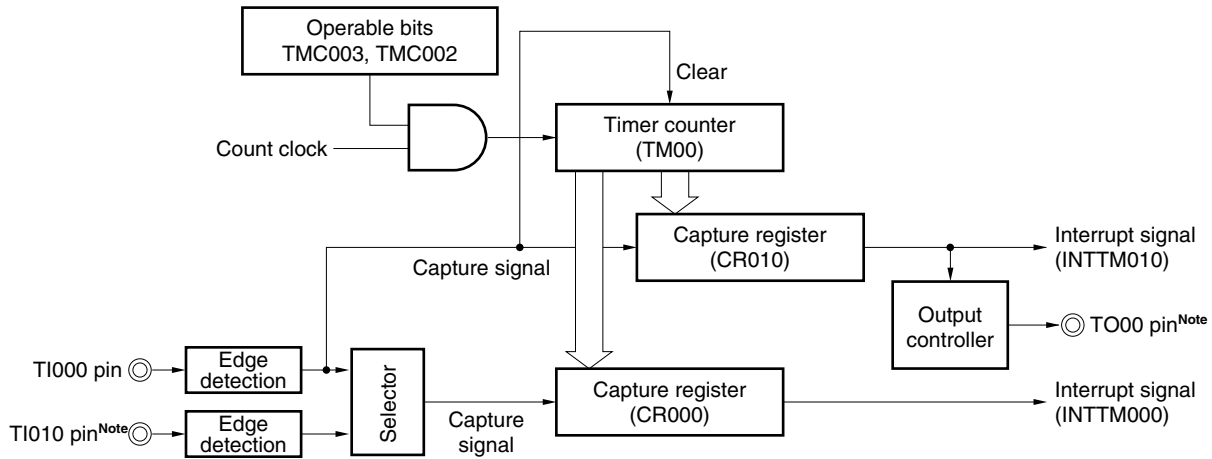 Operable bits
TMC003, TMC002
Clear
Timer counter
(TM00)
Count clock
Capture register
(CR010)
Interrupt signal
(INTTM010)
Capture signal
Output
controller
TO00 pinNote
TI000 pin
Edge
detection
Selector
Capture register
(CR000)
Interrupt signal
(INTTM000)
TI010 pinNote
Edge
detection
Capture
signal